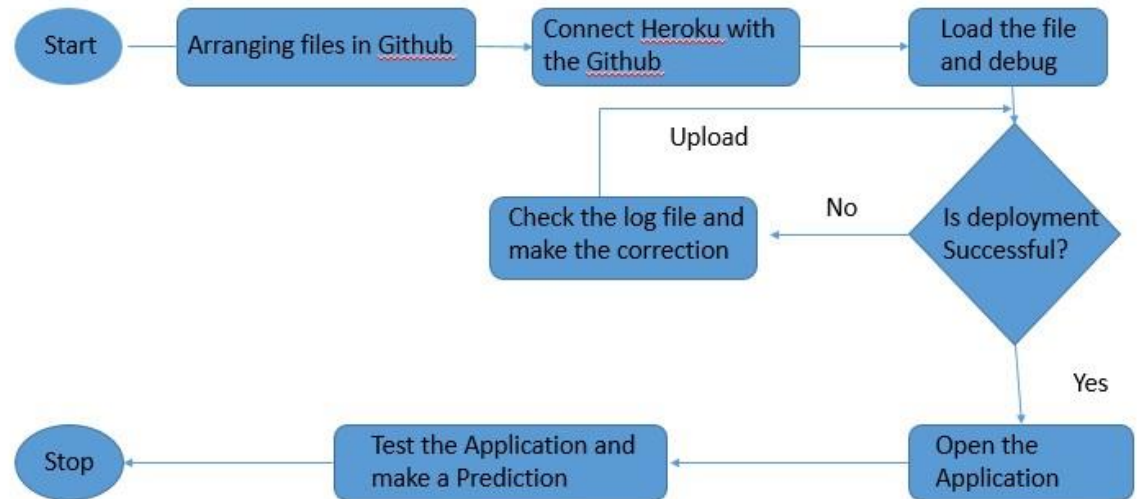 Start
Arranging files in Github
Connect Heroku with
the Github
Load the file
and debug
Upload
Check the log file and
make the correction
No
Is deployment
Successful?
Yes
Open the
Application
Test the Application and
make a Prediction
Stop